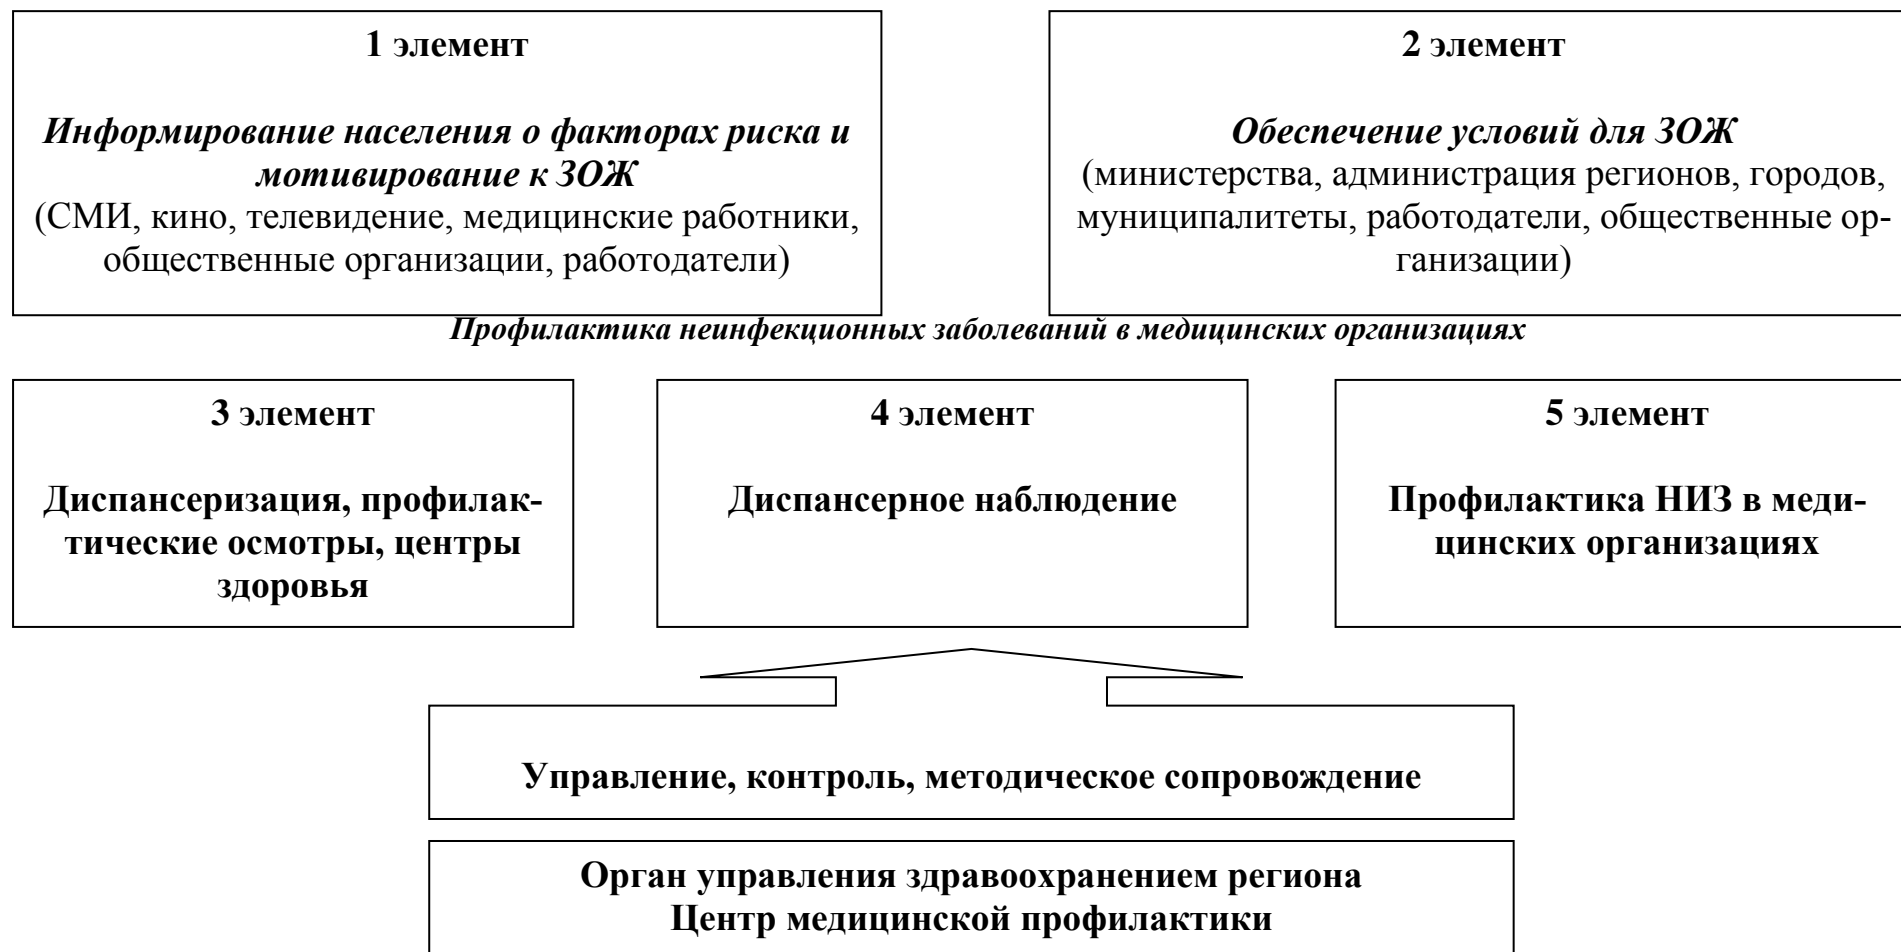 1 элемент
Информирование населения о факторах риска и
мотивирование к ЗОЖ
(СМИ, кино, телевидение, медицинские работники,
общественные организации, работодатели)
2 элемент
Обеспечение условий для ЗОЖ
(министерства, администрация регионов, городов,
муниципалитеты, работодатели, общественные ор-
ганизации)
Профилактика неинфекционных заболеваний в медицинских организациях
3 элемент
Диспансеризация, профилак-
тические осмотры, центры
здоровья
4 элемент
Диспансерное наблюдение
5 элемент
Профилактика НИЗ в меди-
цинских организациях
Управление, контроль, методическое сопровождение
Орган управления здравоохранением региона
Центр медицинской профилактики